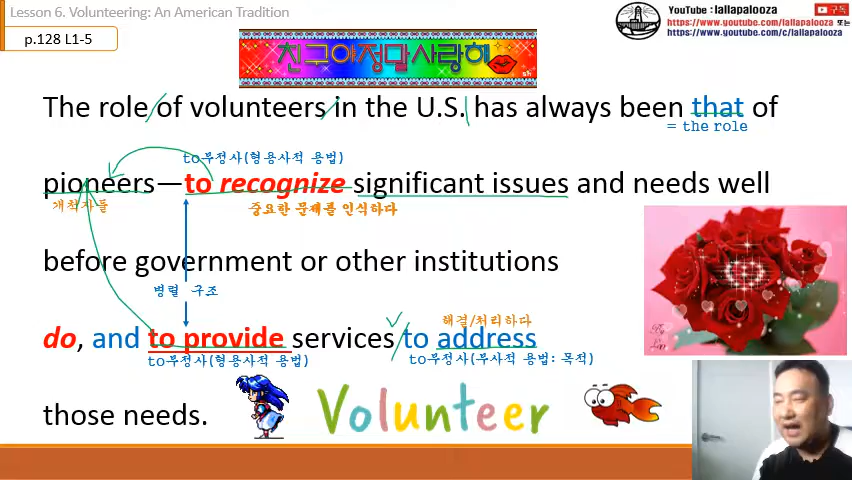 Lesson 6. Volunteering: An American Tradition
YouTube : lallapalooza 구독
https://www.youtube.com/lallapalooza 또는
https://www.youtube.com/c/lallapalooza
p.128 L1-5
친구야정말사랑해
The role of volunteers in the U.S. has always been that of
= the role
to부정사(형용사적 용법)
pioneers—to recognize significant issues and needs well
개척자들
중요한 문제를 인식하다
before government or other institutions
병렬 구조
해결/처리하다
do, and to provide services to address
to부정사(형용사적 용법)
to부정사(부사적 용법: 목적)
those needs.
Volunteer